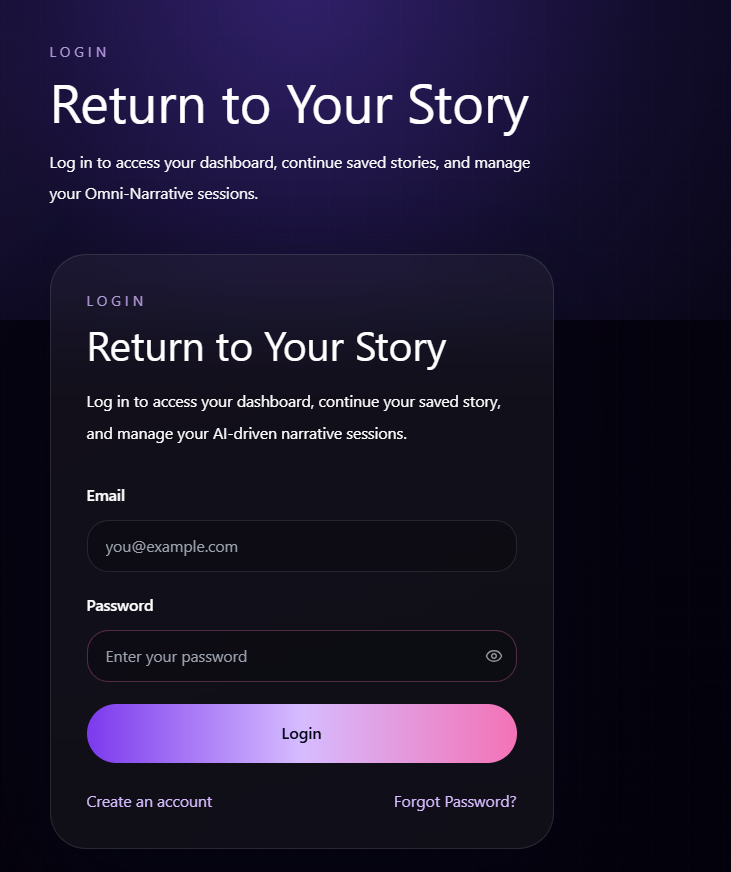 LOGIN
Return to Your Story
Log in to access your dashboard, continue saved stories, and manage
your Omni-Narrative sessions.
LOGIN
Return to Your Story
Log in to access your dashboard, continue your saved story,
and manage your AI-driven narrative sessions.
Email
you@example.com
Password
Enter your password
Login
Create an account
Forgot Password?